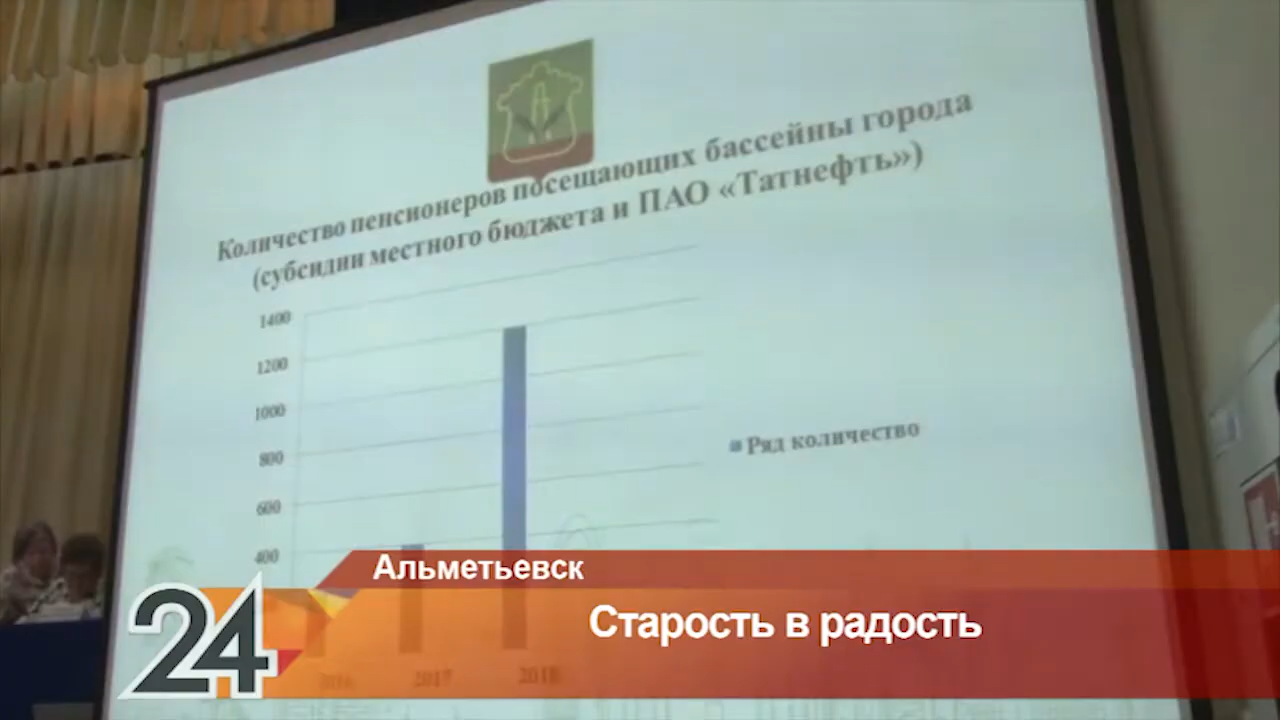 Количество пенсионеров посещающих бассейны города
(субсидии местного бюджета и ПАО «Татнефть»)
1400
1200
1000
800
600
400
Ряд количество
2016
2017
2018
Альметьевск
Старость в радость
24